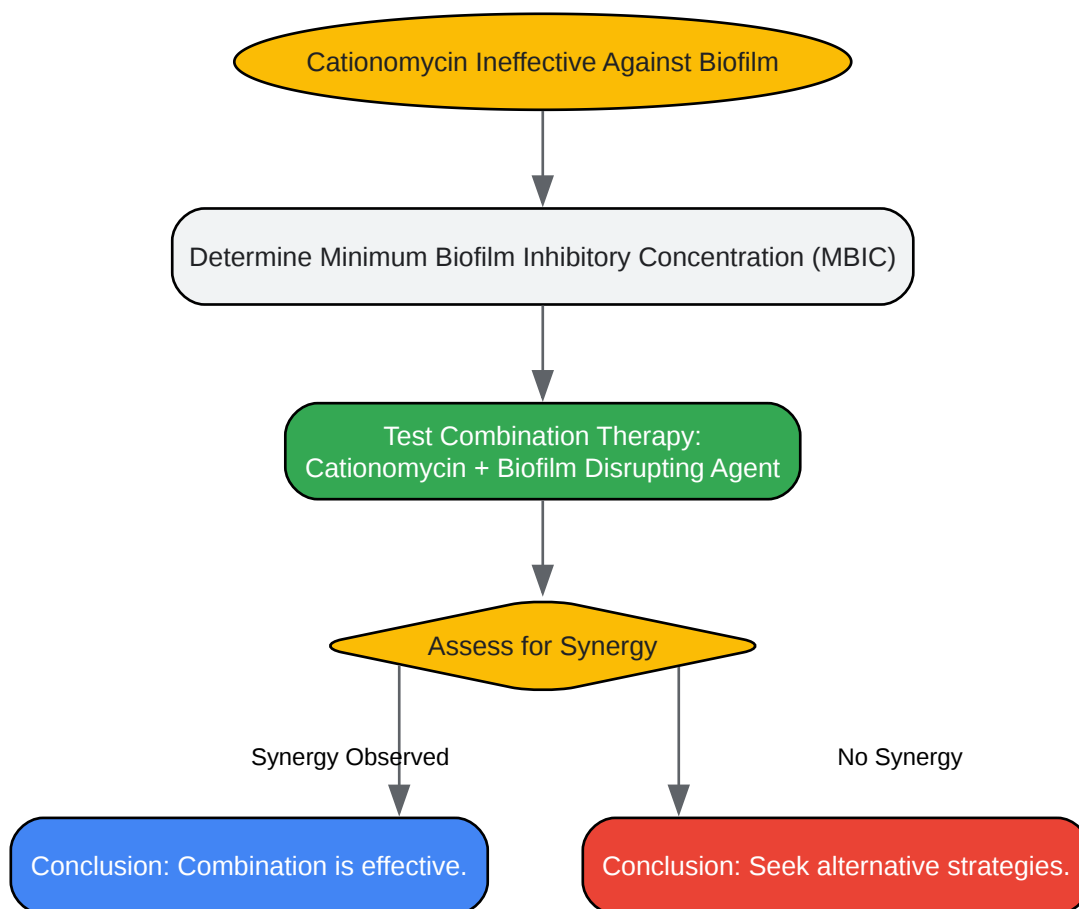 Cationomycin Ineffective Against Biofilm
Determine Minimum Biofilm Inhibitory Concentration (MBIC)
Test Combination Therapy:
Cationomycin + Biofilm Disrupting Agent
Assess for Synergy
Synergy Observed
No Synergy
Conclusion: Combination is effective.
Conclusion: Seek alternative strategies.